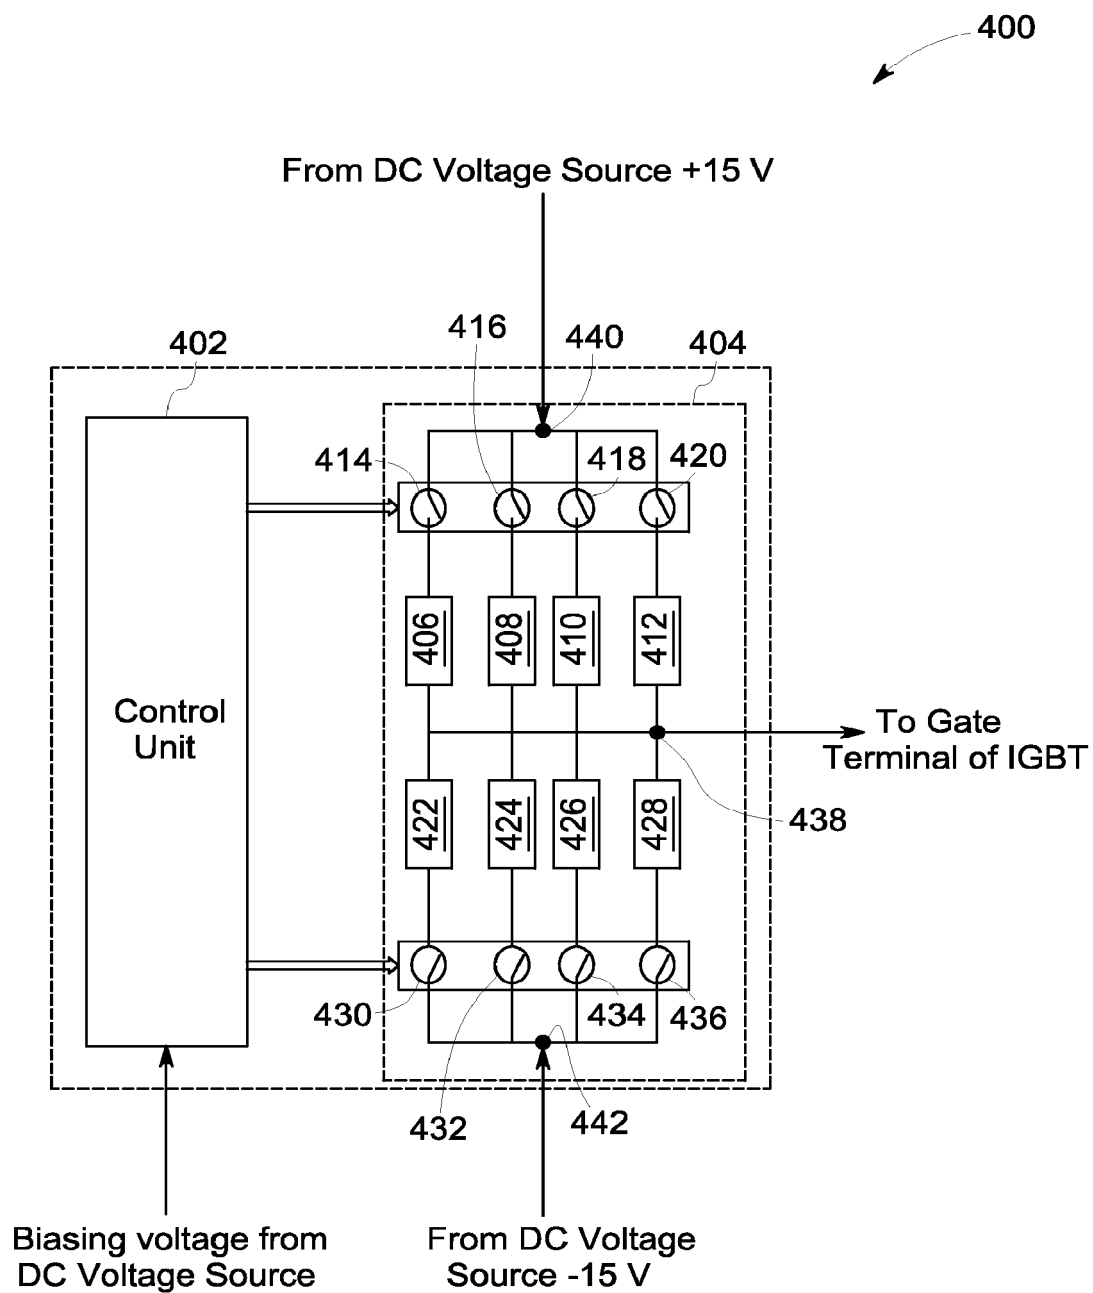 400
From DC Voltage Source +15 V
402
416
440
404
414
418
420
406
408
410
412
Control
Unit
To Gate
Terminal of IGBT
422
424
426
428
438
430
434
436
432
442
Biasing voltage from
DC Voltage Source
From DC Voltage
Source -15 V